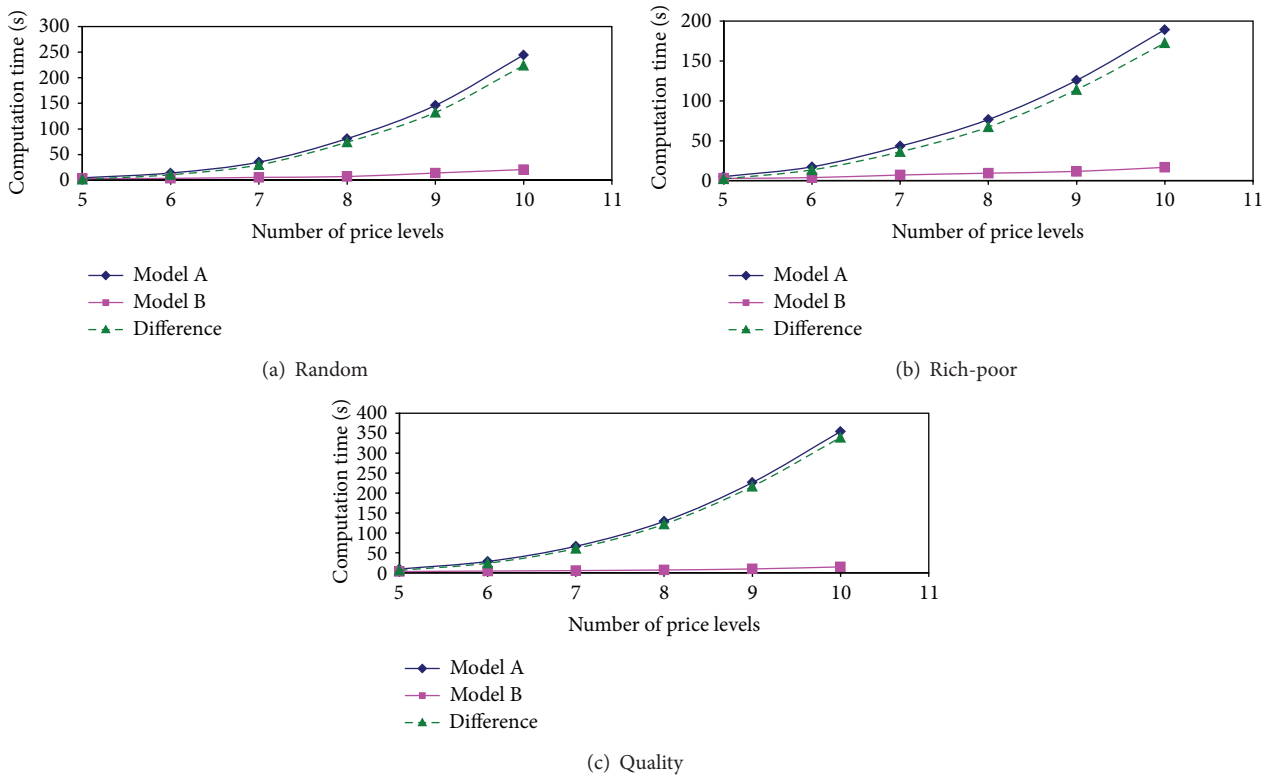 Computation time (s)
300
250
200
150
100
50
0
5 6 7 8 9 10 11
Number of price levels
Model A
Model B
Difference
(a) Random
Computation time (s)
200
150
100
50
0
5 6 7 8 9 10 11
Number of price levels
Model A
Model B
Difference
(b) Rich-poor
Computation time (s)
400
350
300
250
200
150
100
50
0
5 6 7 8 9 10 11
Number of price levels
Model A
Model B
Difference
(c) Quality